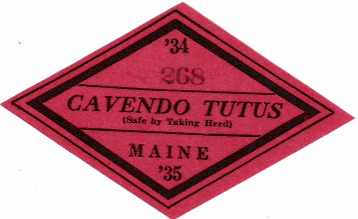 '34
268
CAVENDO TUTUS
(Safe by Taking Heed)
MAINE
'35